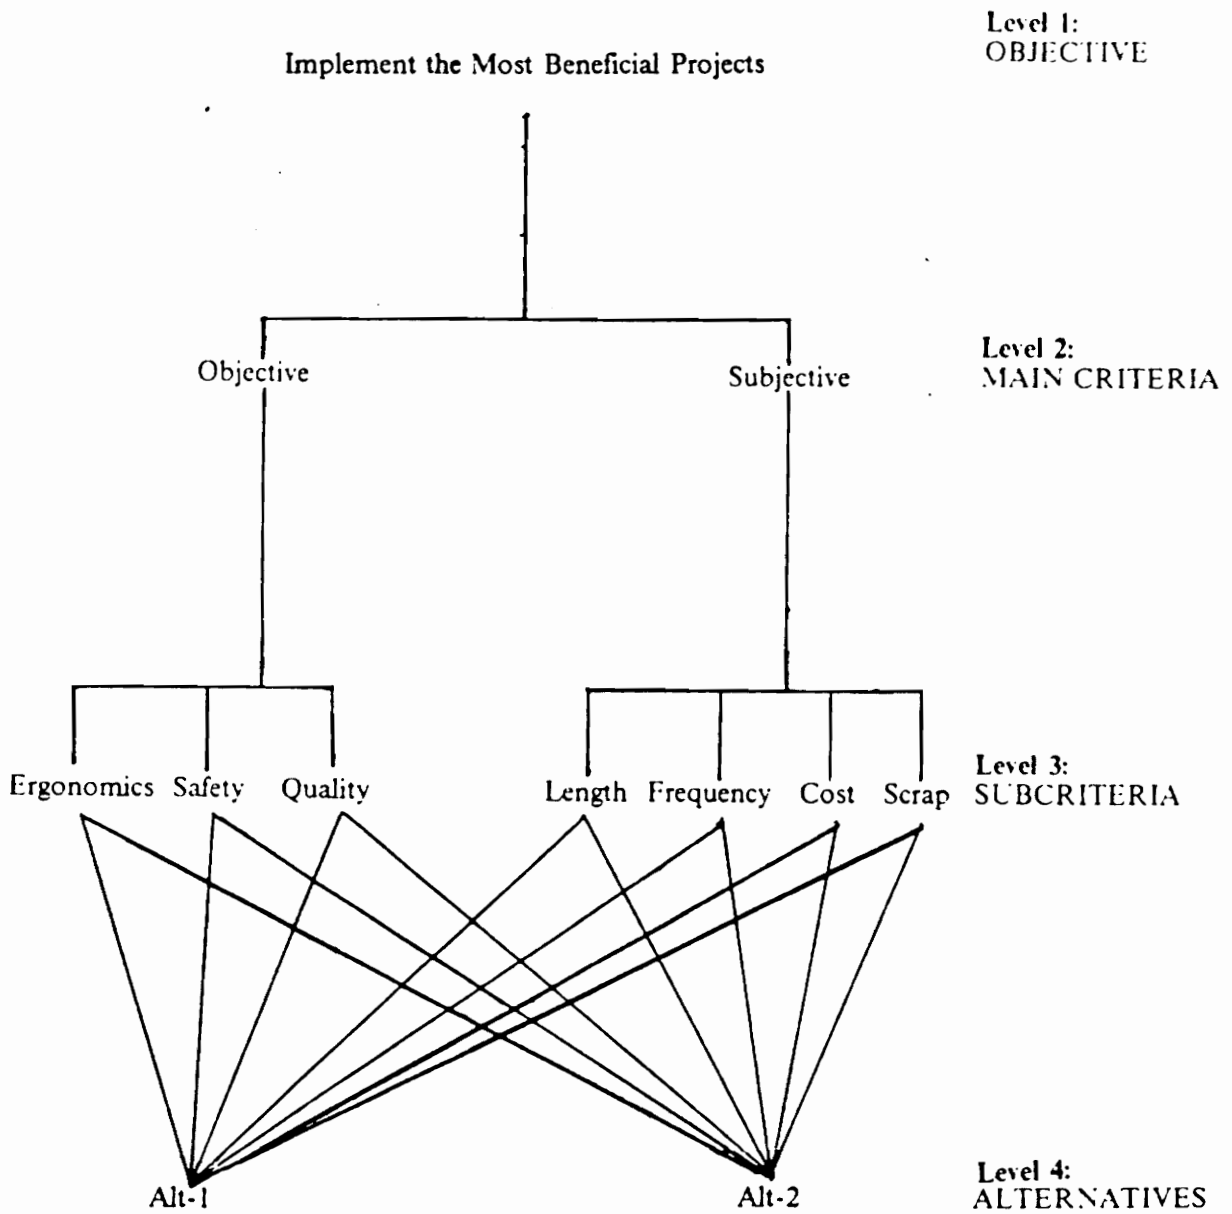 Level 1:
OBJECTIVE
Implement the Most Beneficial Projects
Objective
Subjective
Level 2:
MAIN CRITERIA
Ergonomics Safety Quality Length Frequency Cost Scrap
Level 3:
SUBCRITERIA
Alt-1
Alt-2
Level 4:
ALTERNATIVES